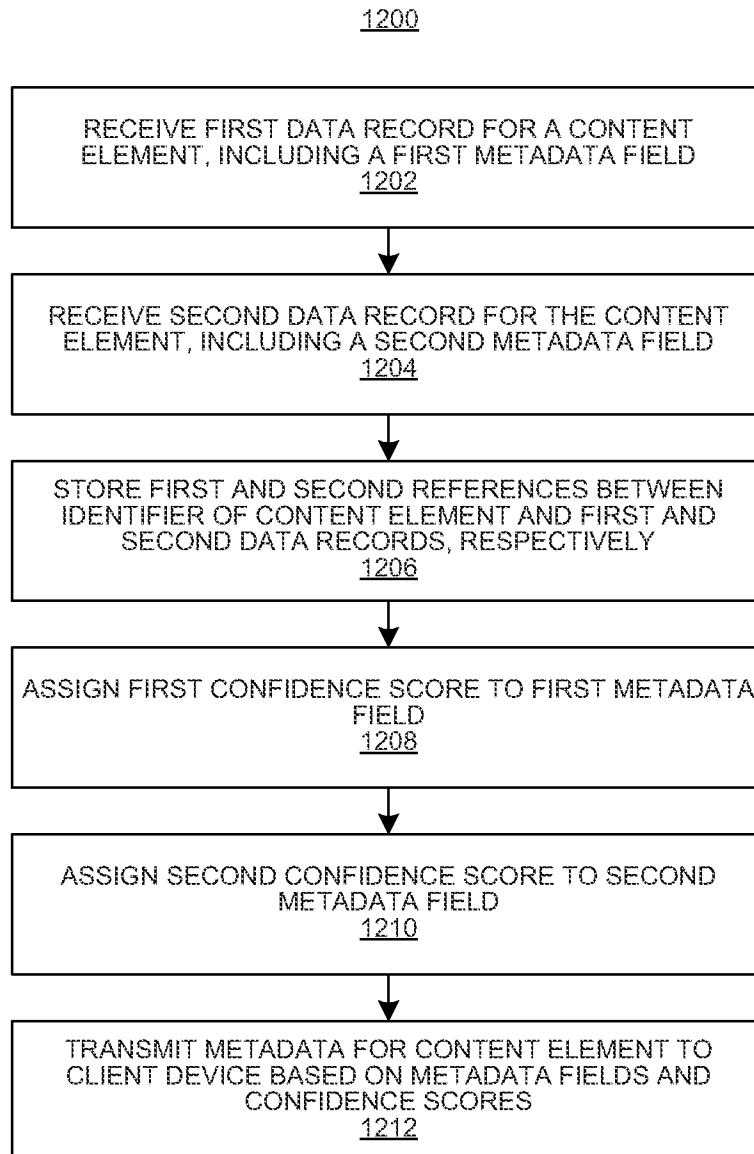 1200
RECEIVE FIRST DATA RECORD FOR A CONTENT
ELEMENT, INCLUDING A FIRST METADATA FIELD
1202
RECEIVE SECOND DATA RECORD FOR THE CONTENT
ELEMENT, INCLUDING A SECOND METADATA FIELD
1204
STORE FIRST AND SECOND REFERENCES BETWEEN
IDENTIFIER OF CONTENT ELEMENT AND FIRST AND
SECOND DATA RECORDS, RESPECTIVELY
1206
ASSIGN FIRST CONFIDENCE SCORE TO FIRST METADATA
FIELD
1208
ASSIGN SECOND CONFIDENCE SCORE TO SECOND
METADATA FIELD
1210
TRANSMIT METADATA FOR CONTENT ELEMENT TO
CLIENT DEVICE BASED ON METADATA FIELDS AND
CONFIDENCE SCORES
1212